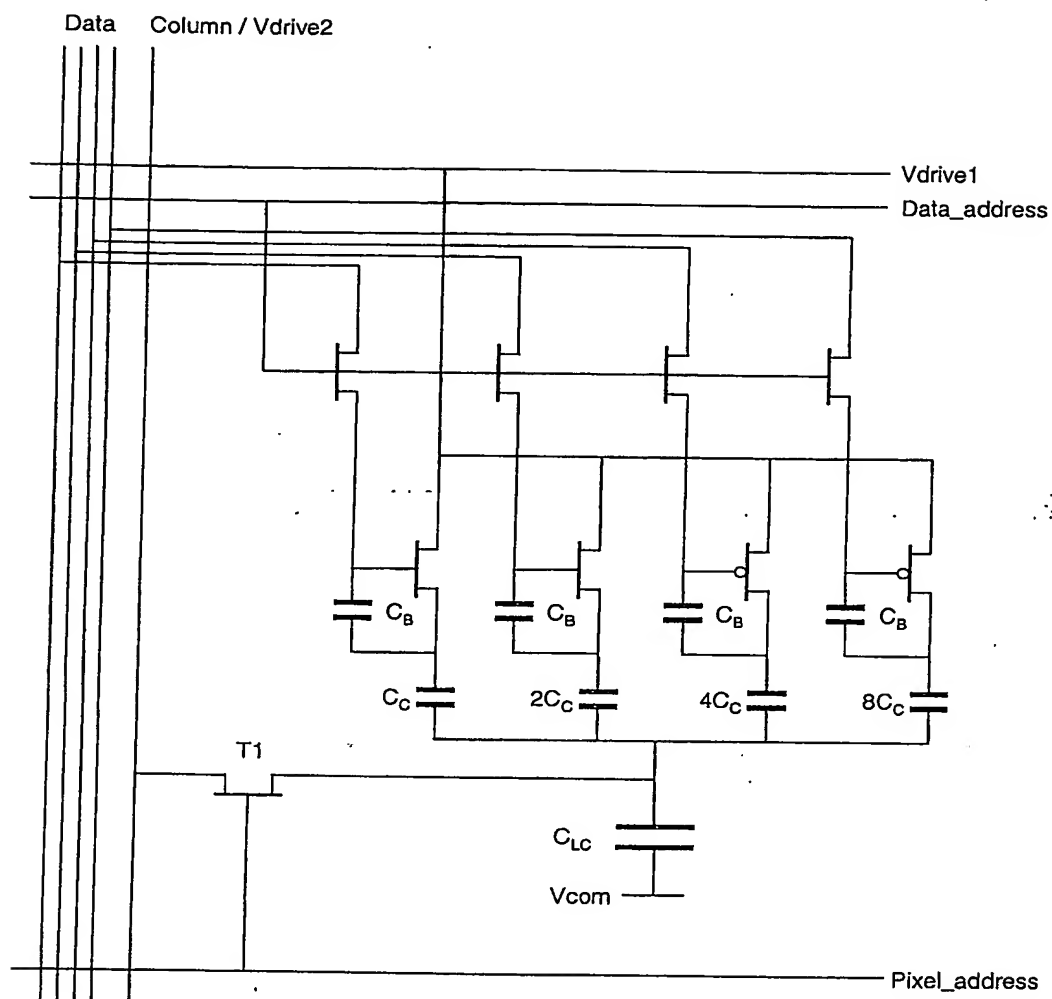 Data Column / Vdrive2
Vdrive1
Data_address
C_B C_B C_B C_B
C_C 2C_C 4C_C 8C_C
T1
C_LC
Vcom
Pixel_address